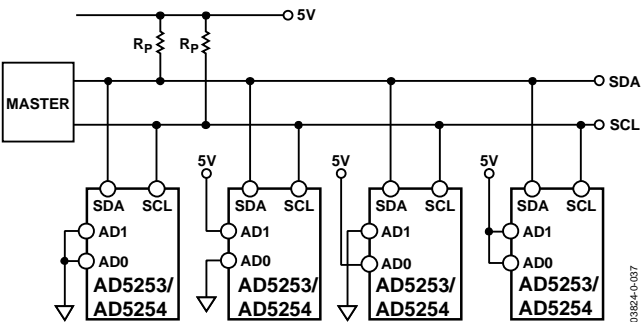 5V
RP RP
SDA
MASTER
SCL
5V 5V 5V
SDA SCL SDA SCL SDA SCL SDA SCL
AD1 AD1 AD1 AD1
AD0 AD0 AD0 AD0
AD5253/ AD5253/ AD5253/ AD5253/
AD5254 AD5254 AD5254 AD5254
03824-0-037